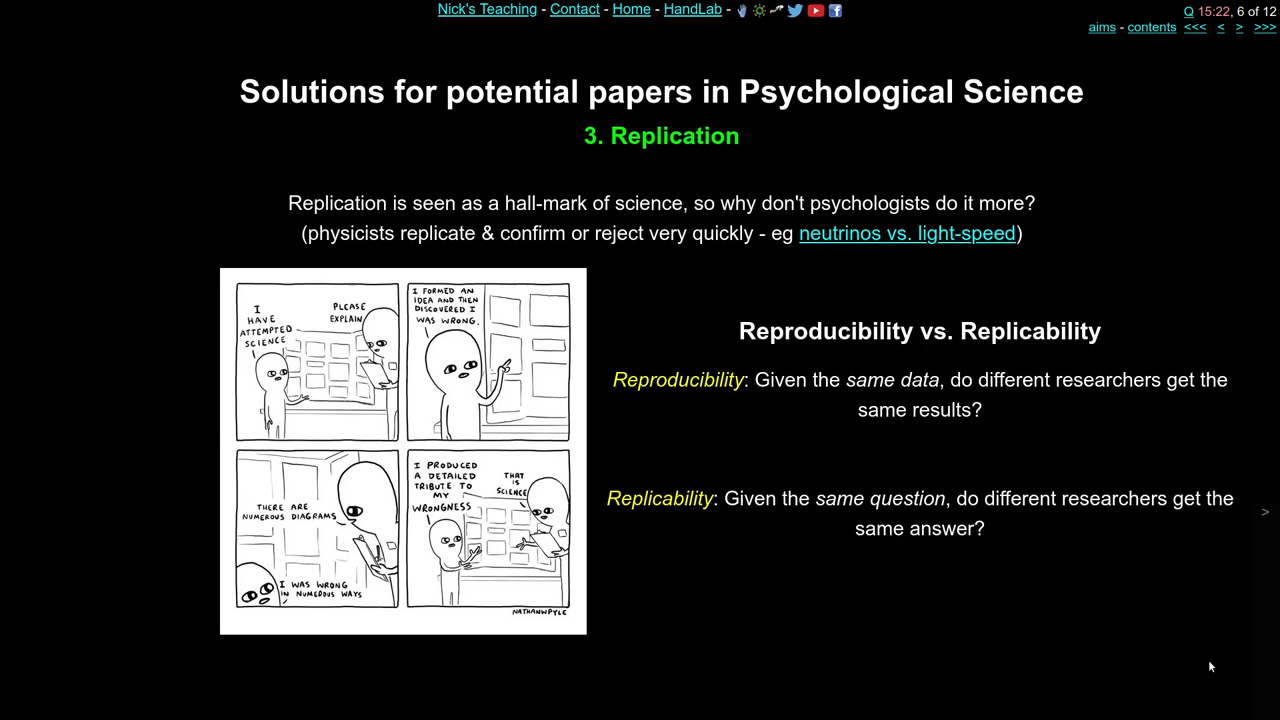 Nick's Teaching - Contact - Home - HandLab -
Q 15:22, 6 of 12
aims - contents <<< < > >>>
Solutions for potential papers in Psychological Science
3. Replication
Replication is seen as a hall-mark of science, so why don't psychologists do it more?
(physicists replicate & confirm or reject very quickly - eg neutrinos vs. light-speed)
I
HAVE
ATTEMPTED
SCIENCE
PLEASE
EXPLAIN
I FORMED AN
IDEA AND THEN
DISCOVERED I
WAS WRONG.
THERE ARE
NUMEROUS DIAGRAMS
I WAS WRONG
IN NUMEROUS WAYS
I PRODUCED
A DETAILED
TRIBUTE TO
MY
WRONGNESS
THAT
IS
SCIENCE
NATHANWPYLE
Reproducibility vs. Replicability
Reproducibility: Given the same data, do different researchers get the
same results?
Replicability: Given the same question, do different researchers get the
same answer?
>